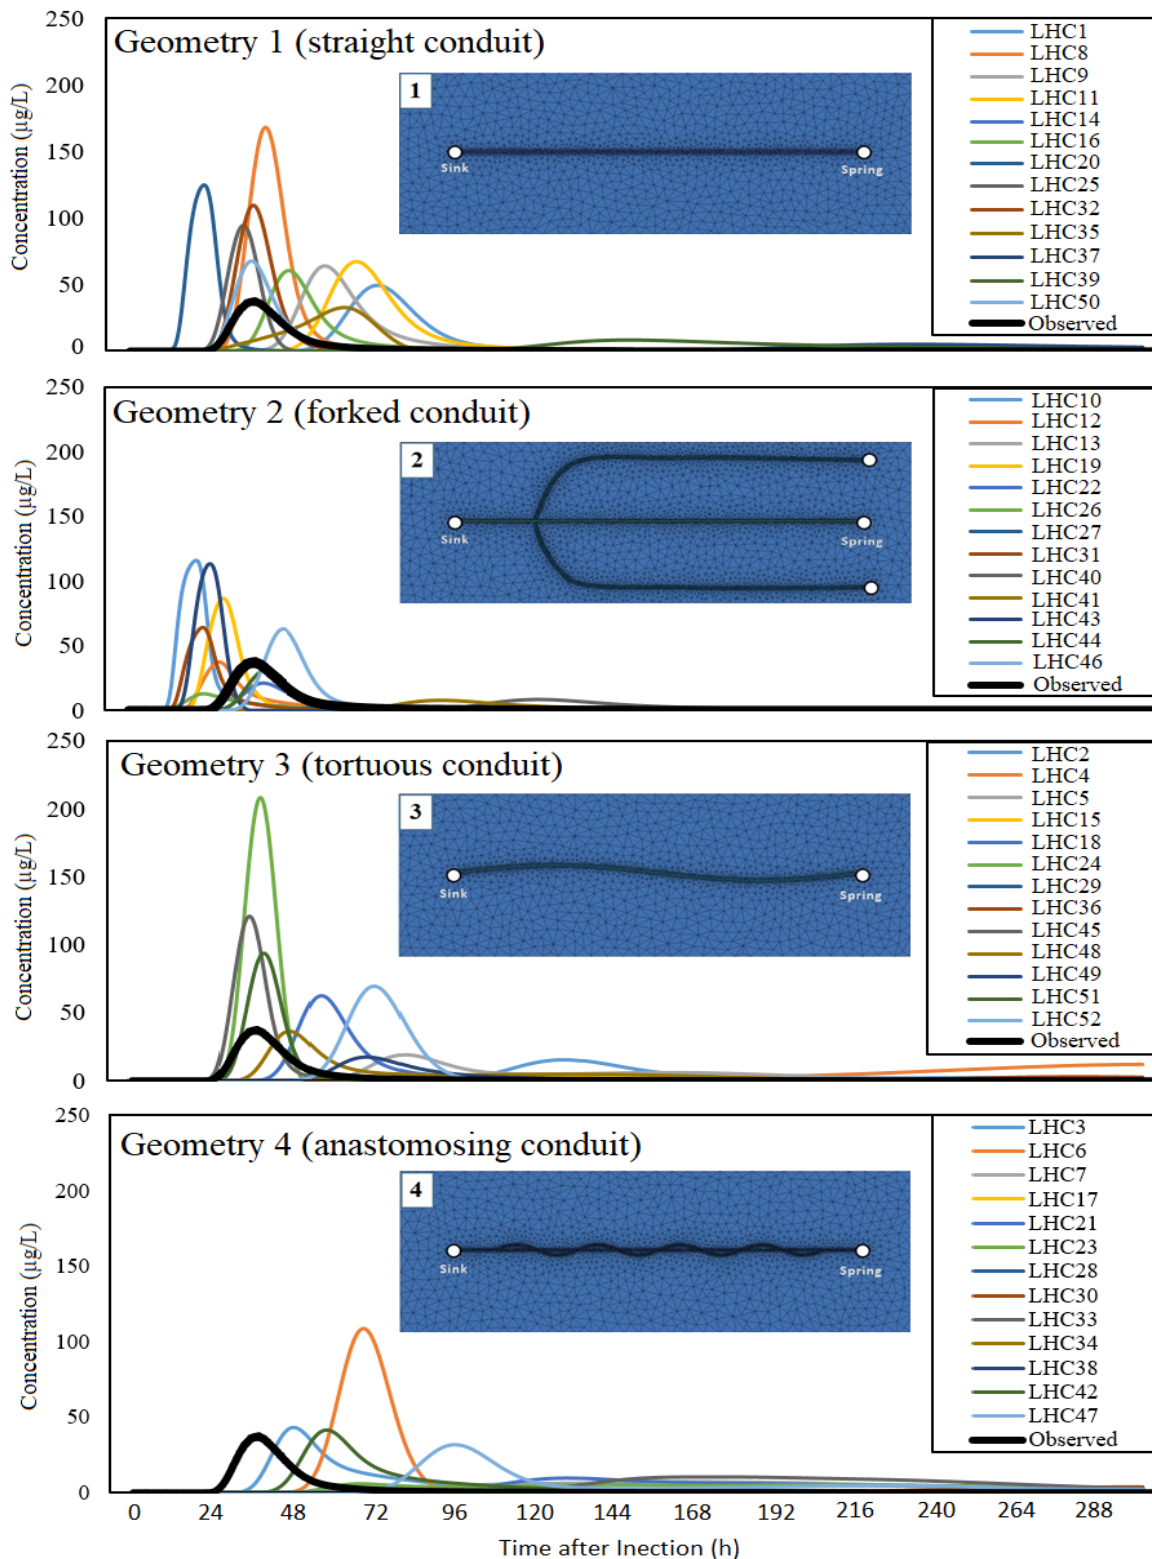 250
Geometry 1 (straight conduit)
200
150
100
50
0
Concentration (µg/L)
1
Sink
Spring
LHC1
LHC8
LHC9
LHC11
LHC14
LHC16
LHC20
LHC25
LHC32
LHC35
LHC37
LHC39
LHC50
Observed
250
Geometry 2 (forked conduit)
200
150
100
50
0
Concentration (µg/L)
2
Sink
Spring
LHC10
LHC12
LHC13
LHC19
LHC22
LHC26
LHC27
LHC31
LHC40
LHC41
LHC43
LHC44
LHC46
Observed
250
Geometry 3 (tortuous conduit)
200
150
100
50
0
Concentration (µg/L)
3
Sink
Spring
LHC2
LHC4
LHC5
LHC15
LHC18
LHC24
LHC29
LHC36
LHC45
LHC48
LHC49
LHC51
LHC52
Observed
250
Geometry 4 (anastomosing conduit)
200
150
100
50
0
Concentration (µg/L)
4
Sink
Spring
LHC3
LHC6
LHC7
LHC17
LHC21
LHC23
LHC28
LHC30
LHC33
LHC34
LHC38
LHC42
LHC47
Observed
0 24 48 72 96 120 144 168 192 216 240 264 288
Time after Inection (h)